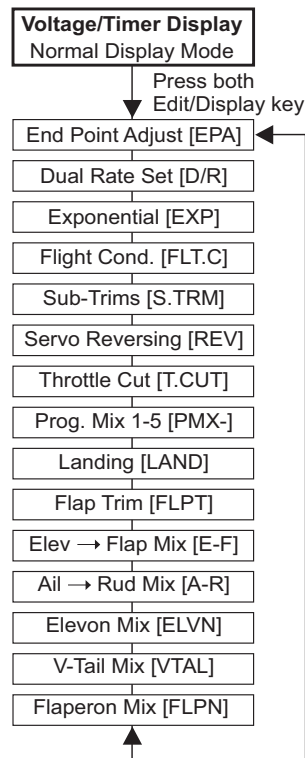 Voltage/Timer Display
Normal Display Mode
Press both
Edit/Display key
End Point Adjust [EPA]
Dual Rate Set [D/R]
Exponential [EXP]
Flight Cond. [FLT.C]
Sub-Trims [S.TRM]
Servo Reversing [REV]
Throttle Cut [T.CUT]
Prog. Mix 1-5 [PMX-]
Landing [LAND]
Flap Trim [FLPT]
Elev → Flap Mix [E-F]
Ail → Rud Mix [A-R]
Elevon Mix [ELVN]
V-Tail Mix [VTAL]
Flaperon Mix [FLPN]